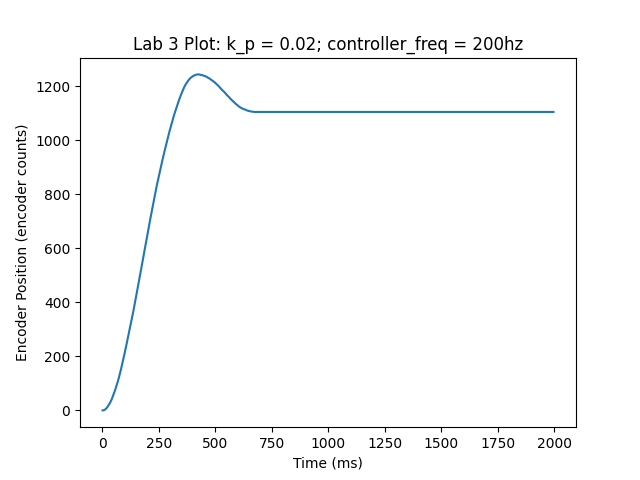 Lab 3 Plot: k_p = 0.02; controller_freq = 200hz
Encoder Position (encoder counts)
1200
1000
800
600
400
200
0
0 250 500 750 1000 1250 1500 1750 2000
Time (ms)